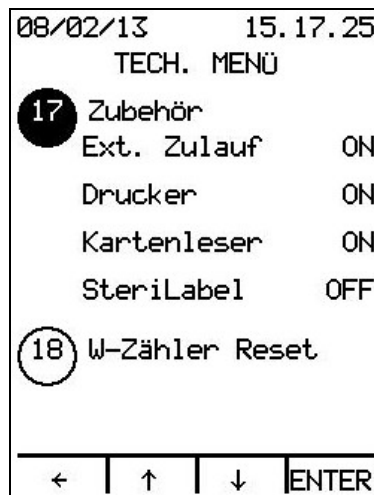 08/02/13 15.17.25
TECH. MENÜ
17 Zubehör
Ext. Zulauf ON
Drucker ON
Kartenleser ON
SteriLabel OFF
18 W-Zähler Reset
← ↑ ↓ ENTER